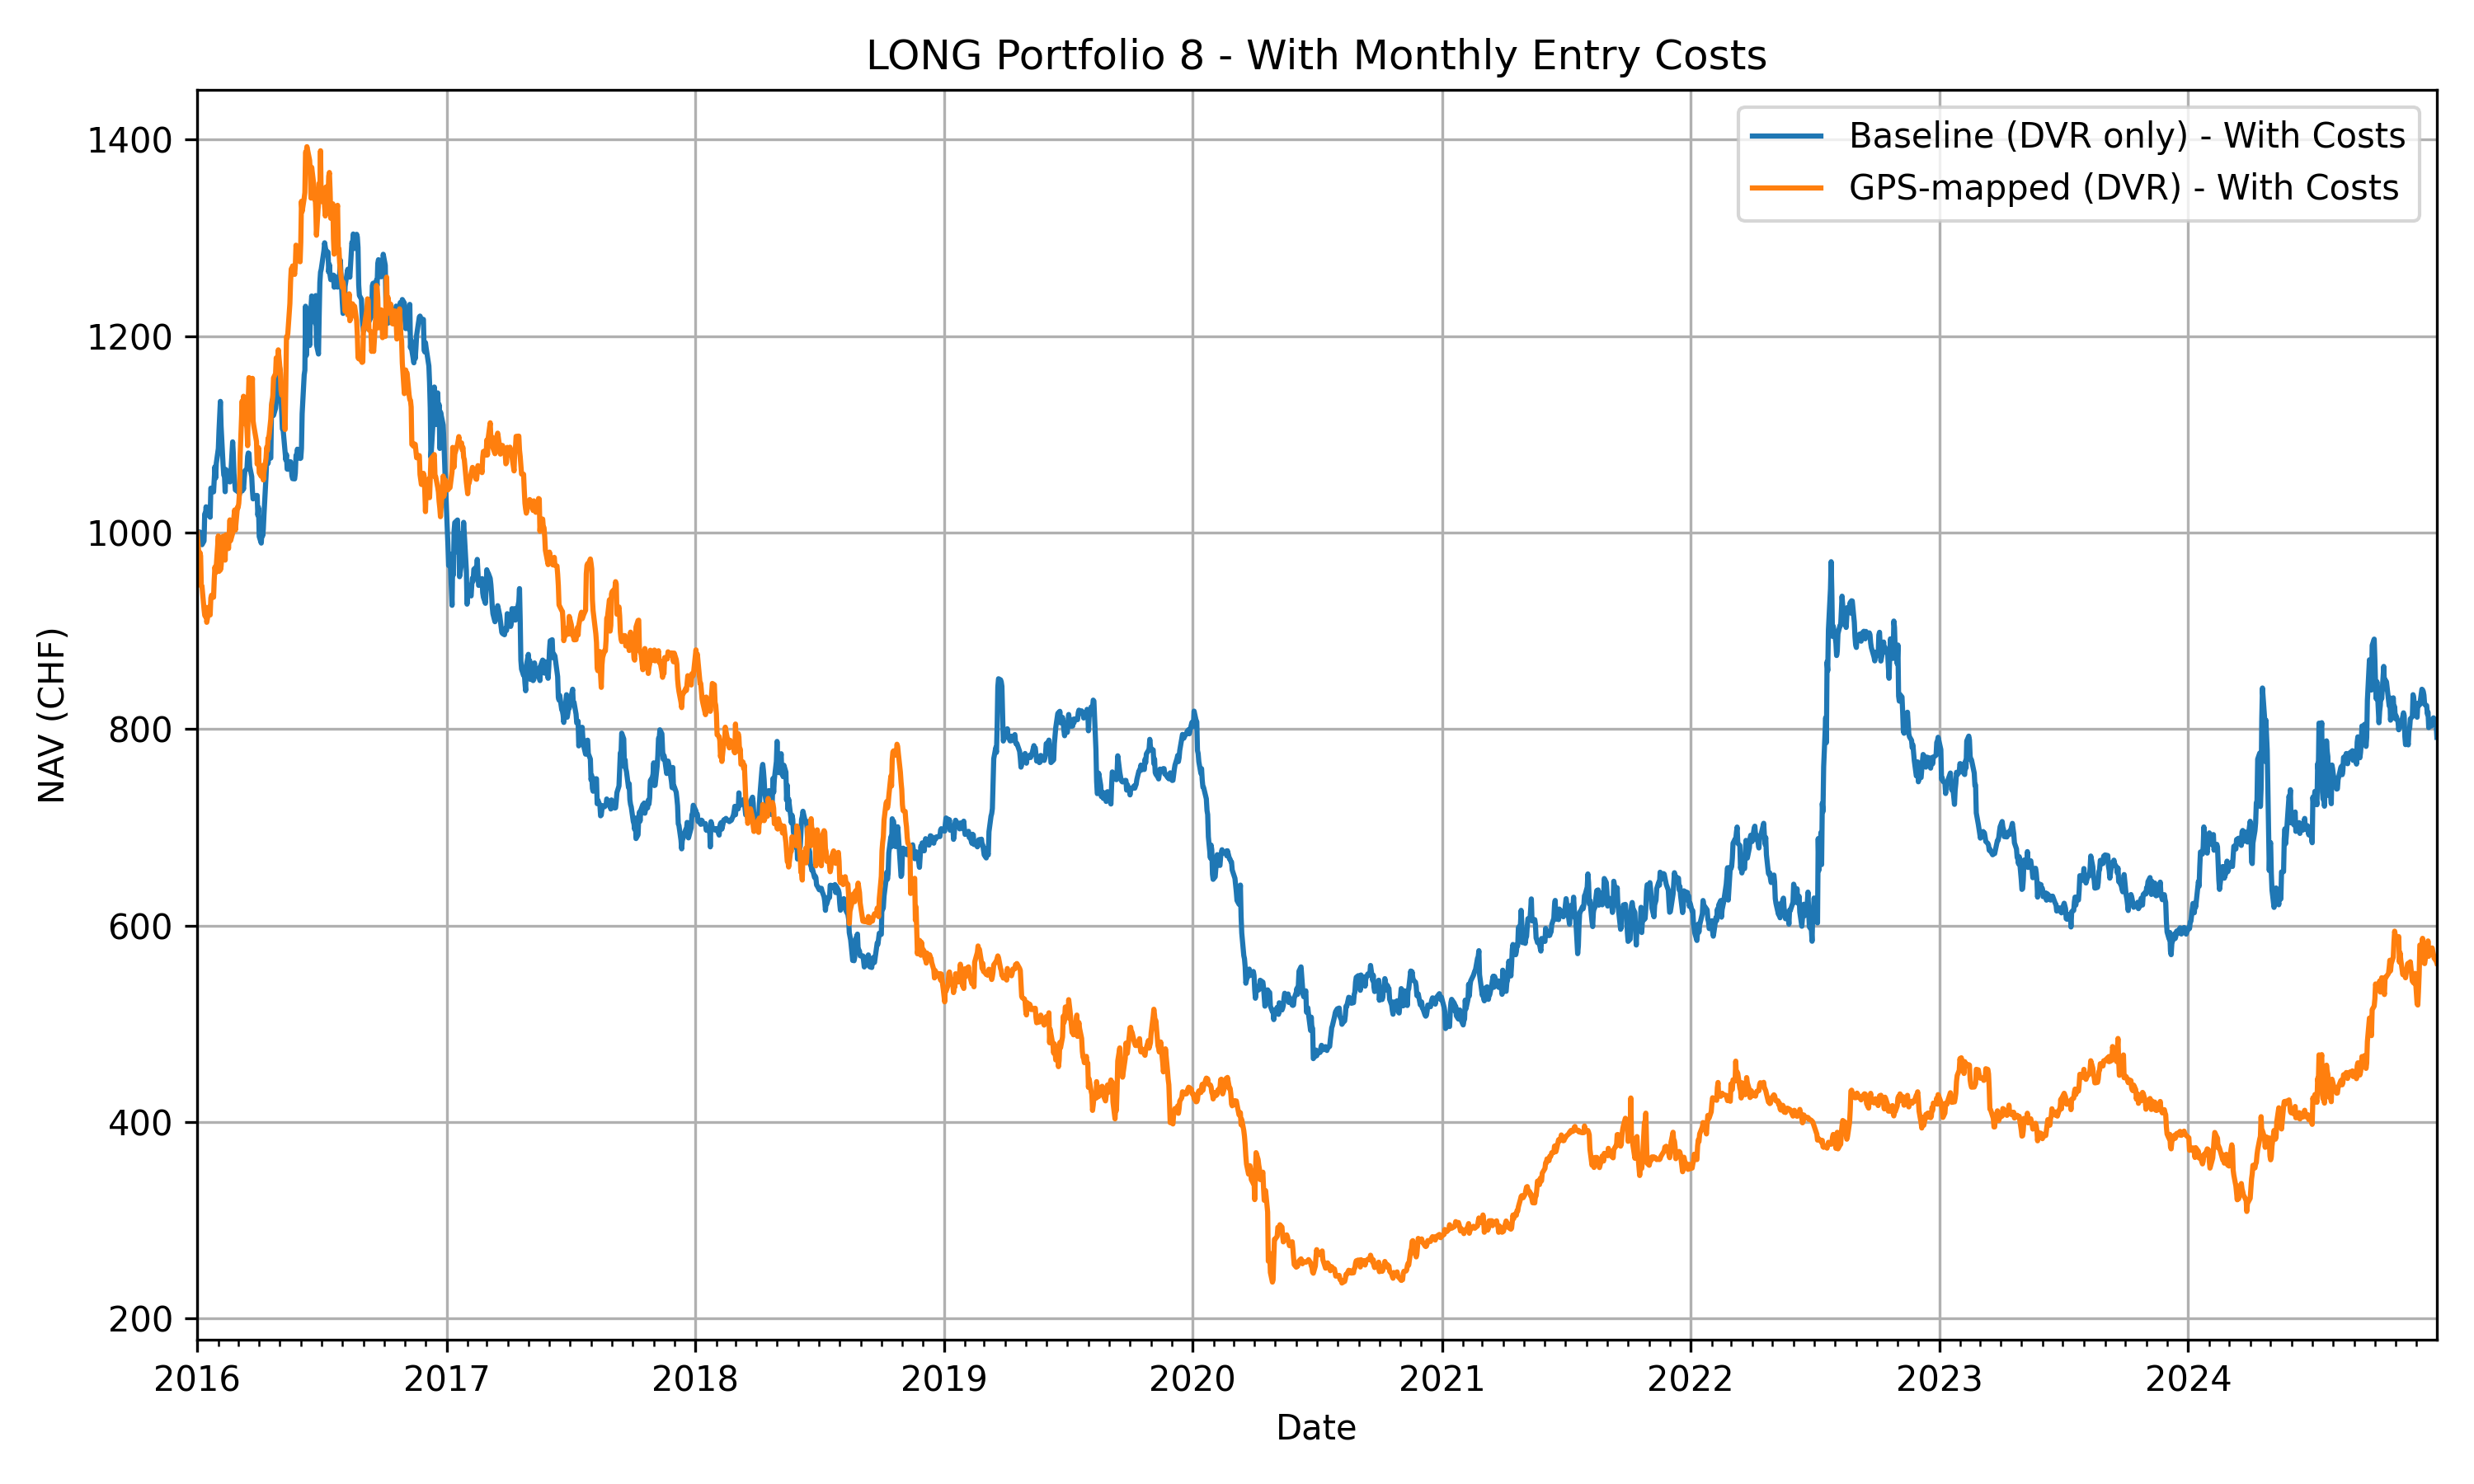 LONG Portfolio 8 - With Monthly Entry Costs
Baseline (DVR only) - With Costs
GPS-mapped (DVR) - With Costs
NAV (CHF)
1400
1200
1000
800
600
400
200
2016 2017 2018 2019 2020 2021 2022 2023 2024
Date